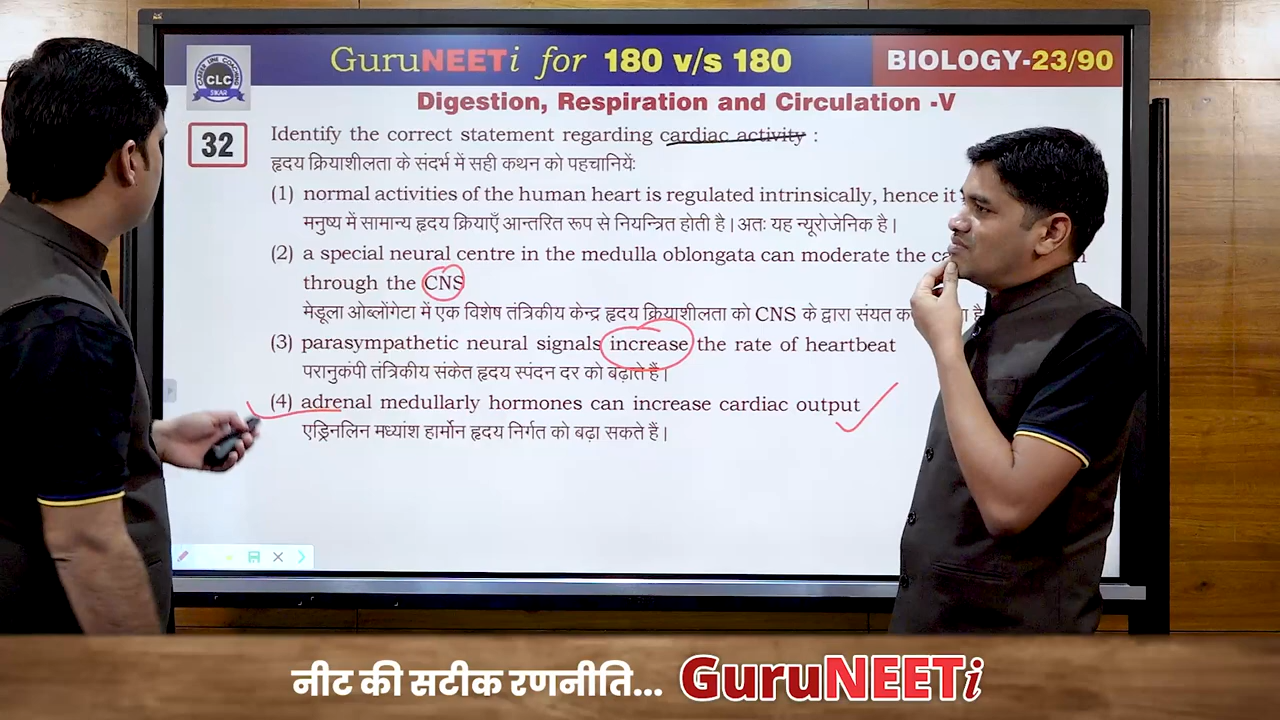 GuruNEETi for 180 v/s 180
BIOLOGY-23/90
CAREER LINE COACHING
CLC
SIKAR
Digestion, Respiration and Circulation -V
32
Identify the correct statement regarding cardiac activity :
हृदय क्रियाशीलता के संदर्भ में सही कथन को पहचानियेंः
(1) normal activities of the human heart is regulated intrinsically, hence it
मनुष्य में सामान्य हृदय क्रियाएँ आन्तरित रूप से नियन्त्रित होती है। अतः यह न्यूरोजेनिक है।
(2) a special neural centre in the medulla oblongata can moderate the
through the CNS
मेडूला ओब्लोंगेटा में एक विशेष तंत्रिकीय केन्द्र हृदय क्रियाशीलता को CNS के द्वारा संयत
(3) parasympathetic neural signals increase the rate of heartbeat
परानुकंपी तंत्रिकीय संकेत हृदय स्पंदन दर को बढ़ाते हैं।
(4) adrenal medullarly hormones can increase cardiac output
एड्रिनलिन मध्यांश हार्मोन हृदय निर्गत को बढ़ा सकते हैं।
नीट की सटीक रणनीति... GuruNEETi